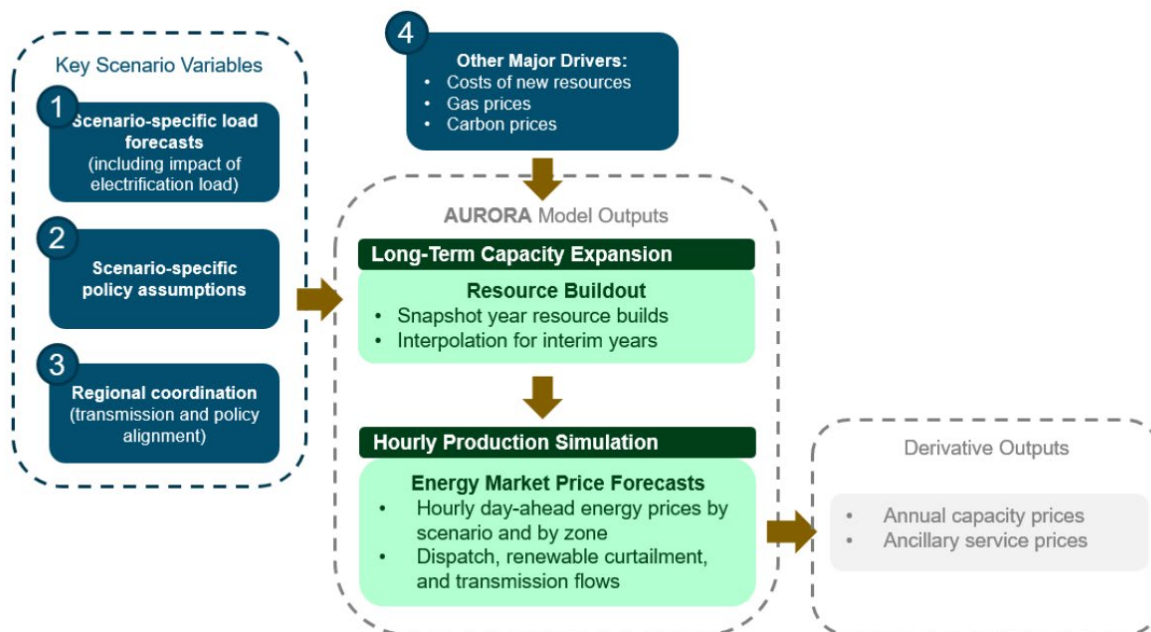 Key Scenario Variables
1
Scenario-specific load
forecasts
(including impact of
electrification load)
2
Scenario-specific
policy assumptions
3
Regional coordination
(transmission and policy
alignment)
4
Other Major Drivers:
• Costs of new resources
• Gas prices
• Carbon prices
AURORA Model Outputs
Long-Term Capacity Expansion
Resource Buildout
• Snapshot year resource builds
• Interpolation for interim years
Hourly Production Simulation
Energy Market Price Forecasts
• Hourly day-ahead energy prices by
scenario and by zone
• Dispatch, renewable curtailment,
and transmission flows
Derivative Outputs
• Annual capacity prices
• Ancillary service prices